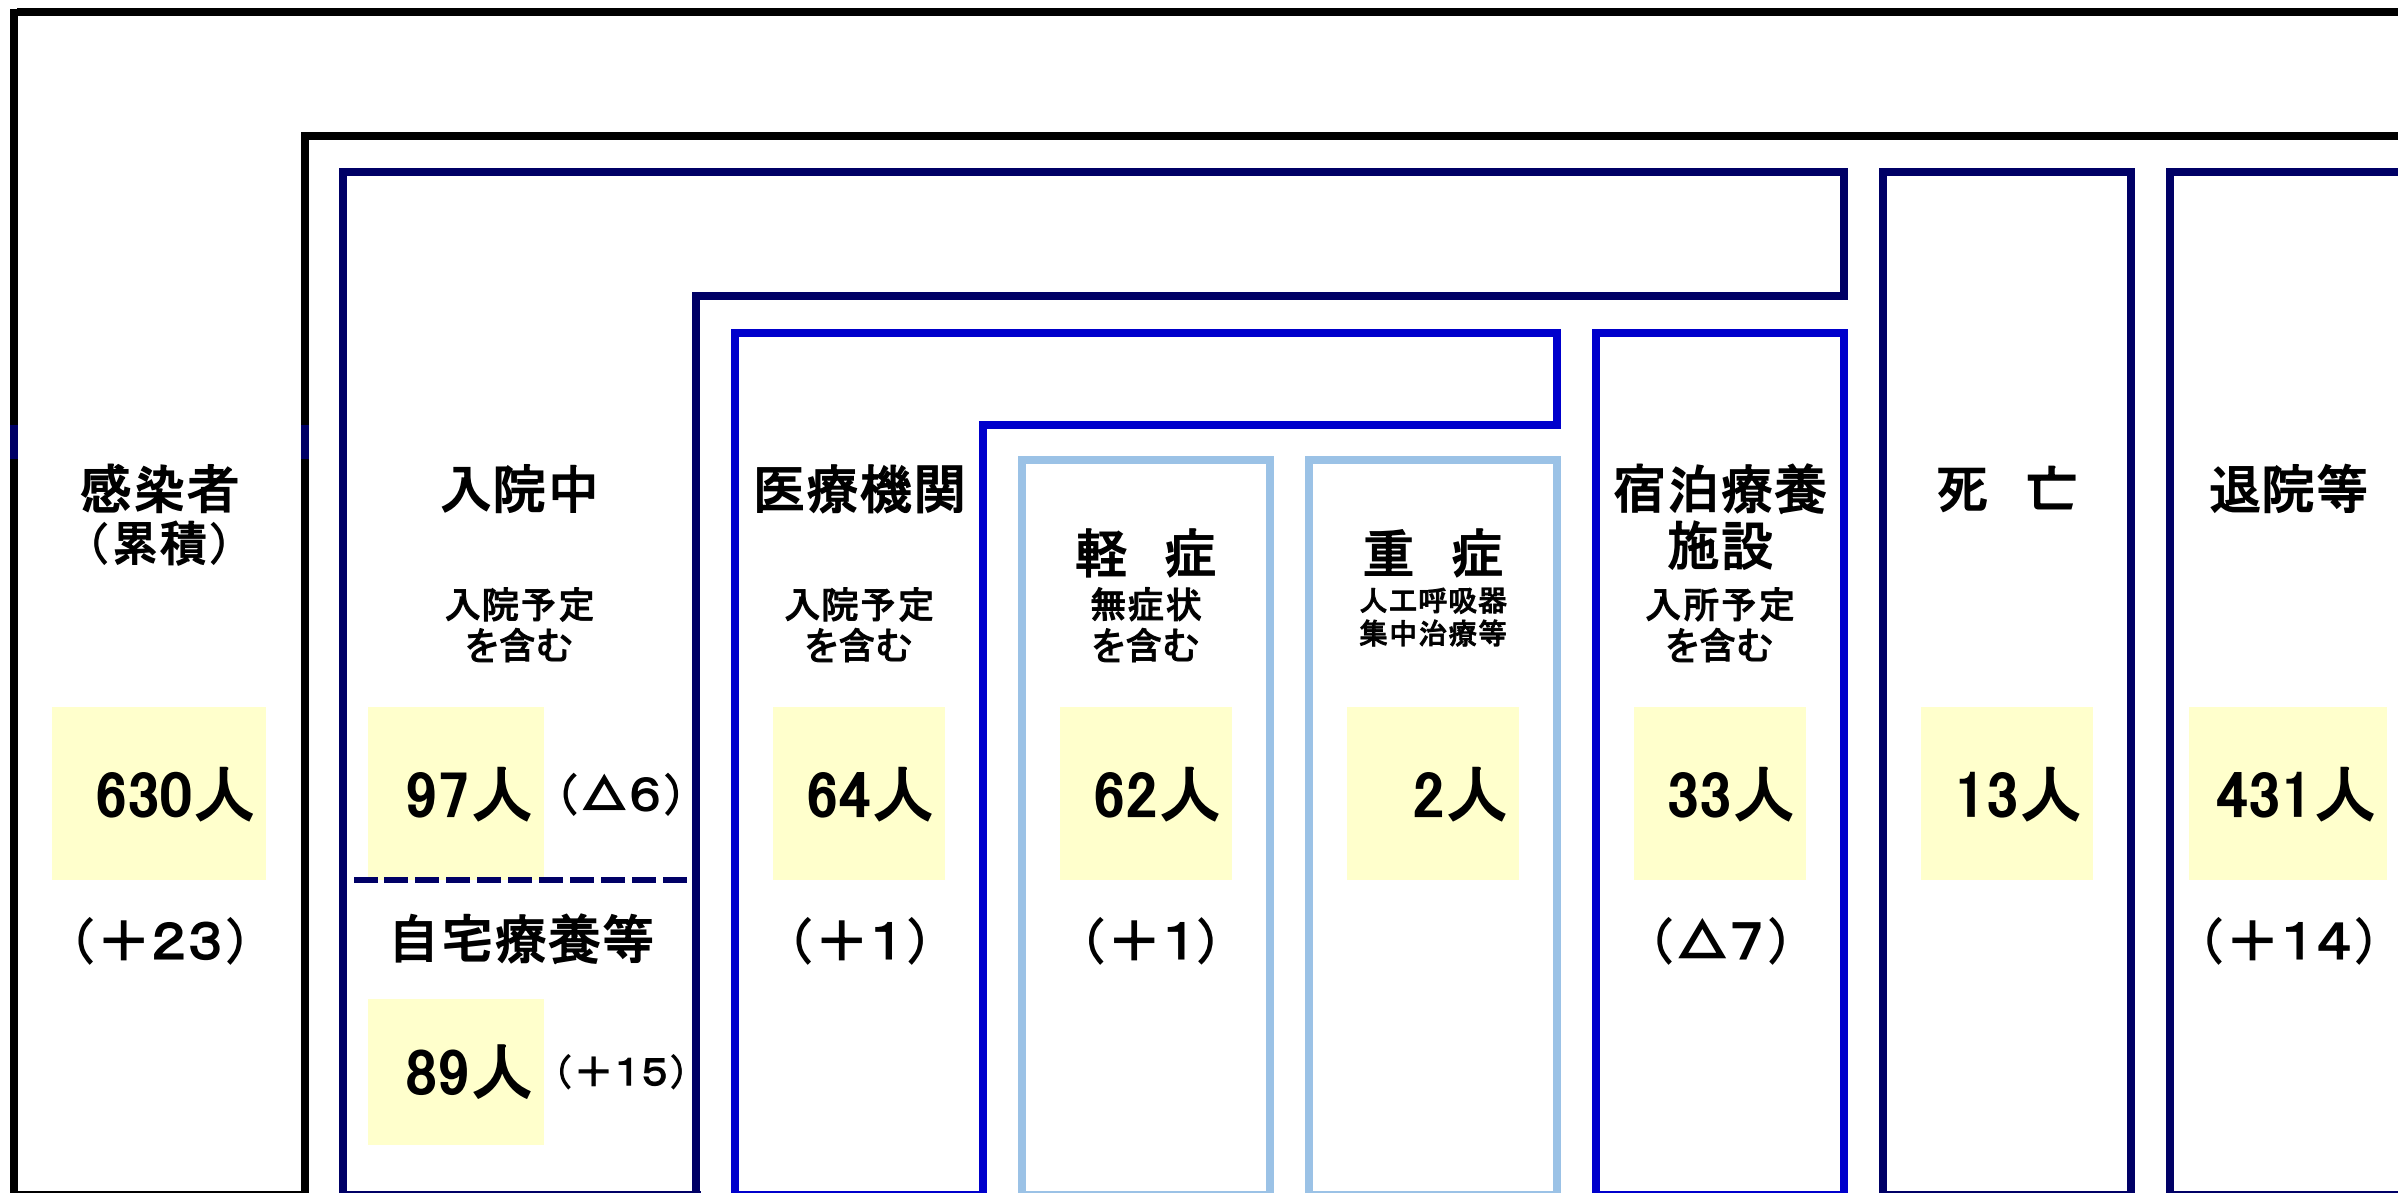 感染者
（累積）
630人
（＋23）
入院中
入院予定
を含む
97人（△6）
自宅療養等
89人（＋15）
医療機関
入院予定
を含む
64人
（＋1）
軽　症
無症状
を含む
62人
（＋1）
重　症
人工呼吸器
集中治療等
2人
宿泊療養
施設
入所予定
を含む
33人
（△7）
死　亡
13人
退院等
431人
（＋14）